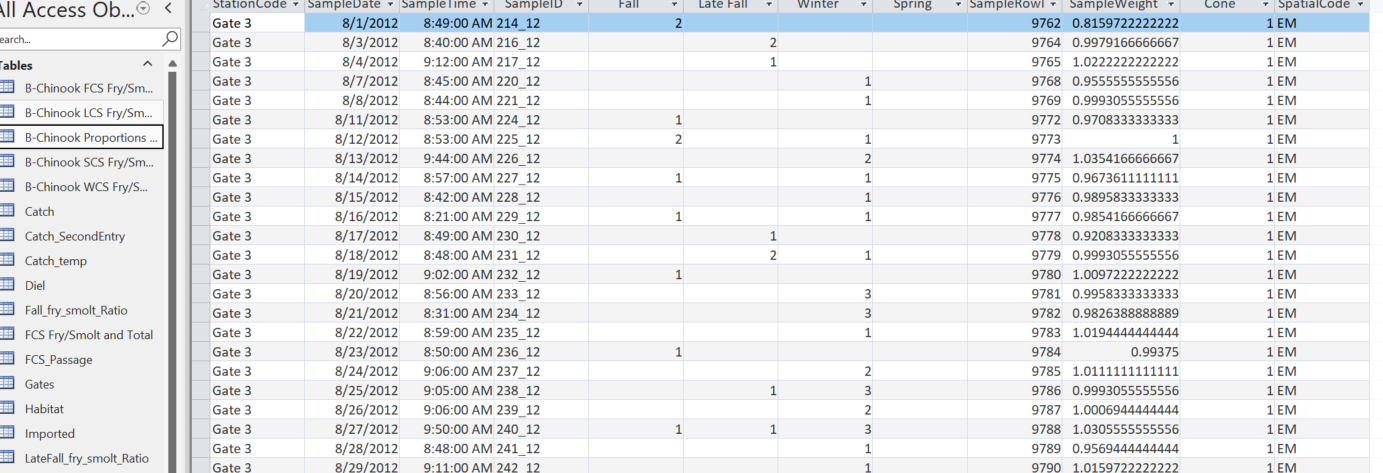 All Access Ob...
StationCode SampleDate SampleTime SampleID Fall Late Fall Winter Spring SampleRowI SampleWeight Cone SpatialCode
earch...
Tables
B-Chinook FCS Fry/Sm...
B-Chinook LCS Fry/Sm...
B-Chinook Proportions ...
B-Chinook SCS Fry/Sm...
B-Chinook WCS Fry/S...
Catch
Catch_SecondEntry
Catch_temp
Diel
Fall_fry_smolt_Ratio
FCS Fry/Smolt and Total
FCS_Passage
Gates
Habitat
Imported
LateFall_fry_smolt_Ratio
Gate 3 8/1/2012 8:49:00 AM 214_12 2 9762 0.8159722222222 1 EM
Gate 3 8/3/2012 8:40:00 AM 216_12 2 9764 0.9979166666667 1 EM
Gate 3 8/4/2012 9:12:00 AM 217_12 1 9765 1.0222222222222 1 EM
Gate 3 8/7/2012 8:45:00 AM 220_12 1 9768 0.9555555555556 1 EM
Gate 3 8/8/2012 8:44:00 AM 221_12 1 9769 0.9993055555556 1 EM
Gate 3 8/11/2012 8:53:00 AM 224_12 1 9772 0.9708333333333 1 EM
Gate 3 8/12/2012 8:53:00 AM 225_12 2 1 9773 1 1 EM
Gate 3 8/13/2012 9:44:00 AM 226_12 2 9774 1.0354166666667 1 EM
Gate 3 8/14/2012 8:57:00 AM 227_12 1 1 9775 0.9673611111111 1 EM
Gate 3 8/15/2012 8:42:00 AM 228_12 1 9776 0.9895833333333 1 EM
Gate 3 8/16/2012 8:21:00 AM 229_12 1 1 9777 0.9854166666667 1 EM
Gate 3 8/17/2012 8:49:00 AM 230_12 1 9778 0.9208333333333 1 EM
Gate 3 8/18/2012 8:48:00 AM 231_12 2 1 9779 0.9993055555556 1 EM
Gate 3 8/19/2012 9:02:00 AM 232_12 1 9780 1.0097222222222 1 EM
Gate 3 8/20/2012 8:56:00 AM 233_12 3 9781 0.9958333333333 1 EM
Gate 3 8/21/2012 8:31:00 AM 234_12 3 9782 0.9826388888889 1 EM
Gate 3 8/22/2012 8:59:00 AM 235_12 1 9783 1.0194444444444 1 EM
Gate 3 8/23/2012 8:50:00 AM 236_12 1 9784 0.99375 1 EM
Gate 3 8/24/2012 9:06:00 AM 237_12 2 9785 1.0111111111111 1 EM
Gate 3 8/25/2012 9:05:00 AM 238_12 1 3 9786 0.9993055555556 1 EM
Gate 3 8/26/2012 9:06:00 AM 239_12 2 9787 1.0006944444444 1 EM
Gate 3 8/27/2012 9:50:00 AM 240_12 1 1 3 9788 1.0305555555556 1 EM
Gate 3 8/28/2012 8:48:00 AM 241_12 1 9789 0.9569444444444 1 EM
Gate 3 8/29/2012 9:11:00 AM 242_12 1 9790 1.0159722222222 1 EM